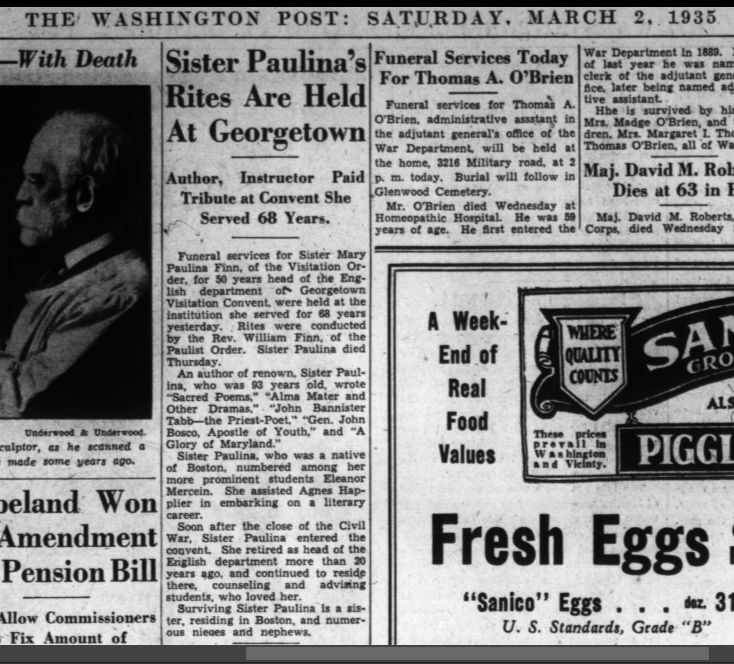 THE WASHINGTON POST: SATURDAY, MARCH 2, 1935
—With Death
Underwood & Underwood.
culptor, as he scanned a
made some years ago.
peland Won
Amendment
Pension Bill
Allow Commissioners
Fix Amount of
Sister Paulina's
Rites Are Held
At Georgetown
Author, Instructor Paid
Tribute at Convent She
Served 68 Years.
Funeral services for Sister Mary
Paulina Finn, of the Visitation Or-
der, for 50 years head of the Eng-
lish department of Georgetown
Visitation Convent, were held at the
institution she served for 68 years
yesterday. Rites were conducted
by the Rev. William Finn, of the
Paulist Order. Sister Paulina died
Thursday.
An author of renown, Sister Paul-
ina, who was 93 years old, wrote
"Sacred Poems," "Alma Mater and
Other Dramas," "John Bannister
Tabb—the Priest-Poet," "Gen. John
Bosco, Apostle of Youth," and "A
Glory of Maryland."
Sister Paulina, who was a native
of Boston, numbered among her
more prominent students Eleanor
Mercein. She assisted Agnes Hap-
plier in embarking on a literary
career.
Soon after the close of the Civil
War, Sister Paulina entered the
convent. She retired as head of the
English department more than 20
years ago, and continued to reside
there, counseling and advising
students, who loved her.
Surviving Sister Paulina is a sis-
ter, residing in Boston, and numer-
ous nieces and nephews.
Funeral Services Today
For Thomas A. O'Brien
Funeral services for Thomas A.
O'Brien, administrative assstant in
the adjutant general's office of the
War Department, will be held at
the home, 3216 Military road, at 2
p. m. today. Burial will follow in
Glenwood Cemetery.
Mr. O'Brien died Wednesday at
Homeopathic Hospital. He was 59
years of age. He first entered the
War Department in 1889.
of last year he was nam
clerk of the adjutant gen
fice, later being named ad
tive assistant.
Hhe is survived by his
Mrs. Madge O'Brien, and
dren, Mrs. Margaret I. Tho
Thomas O'Brien, all of Wa
Maj. David M. Rob
Dies at 63 in
Maj. David M. Roberts,
Corps, died Wednesday
A Week-
End of
Real
Food
Values
WHERE
QUALITY
COUNTS
SAN
GRO
ALS
These prices
prevail in
Washington
and Vicinty.
PIGGL
Fresh Eggs
"Sanico" Eggs . . . doz. 31
U. S. Standards, Grade "B"